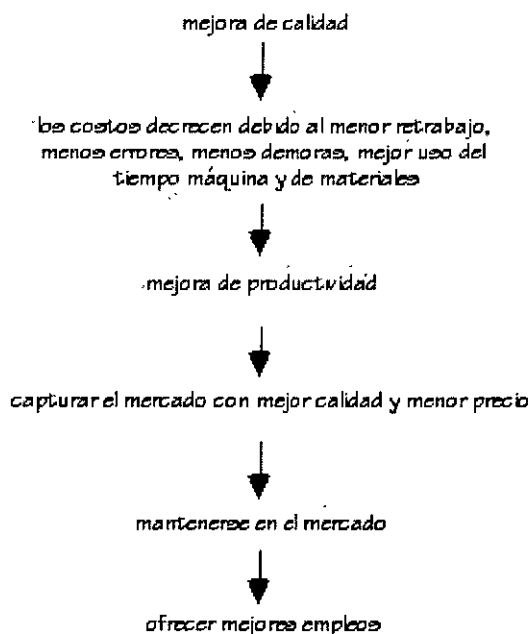 mejora de calidad
los costos decrecen debido al menor retrabajo,
menos errores, menos demoras, mejor uso del
tiempo máquina y de materiales
mejora de productividad
capturar el mercado con mejor calidad y menor precio
mantenerse en el mercado
ofrecer mejores empleos